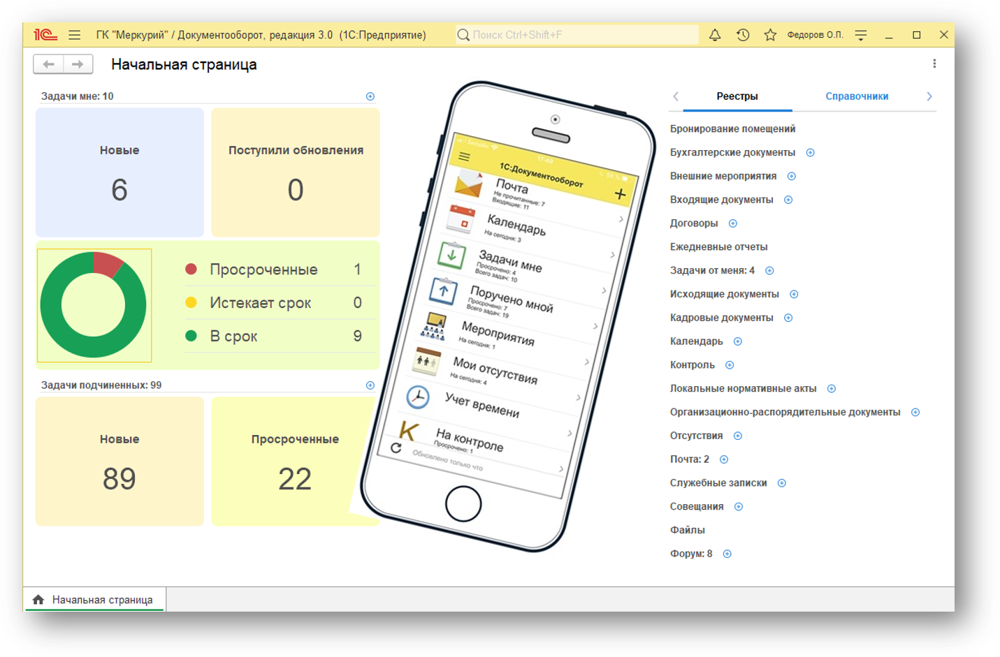 1С ГК "Меркурий" / Документооборот, редакция 3.0 (1С:Предприятие) Поиск Ctrl+Shift+F Федоров О.П.
Начальная страница
Задачи мне: 10
Новые
6
Поступили обновления
0
Просроченные 1
Истекает срок 0
В срок 9
Задачи подчиненных: 99
Новые
89
Просроченные
22
17:49
1С:Документооборот
Почта
Не прочитанные: 7
Входящие: 11
Календарь
На сегодня: 3
Задачи мне
Просрочено: 4
Всего задач: 10
Поручено мной
Просрочено: 7
Всего задач: 19
Мероприятия
На сегодня: 1
Мои отсутствия
На сегодня: 4
Учет времени
К
На контроле
Просрочено: 1
Обновлено только что
Реестры Справочники
Бронирование помещений
Бухгалтерские документы
Внешние мероприятия
Входящие документы
Договоры
Ежедневные отчеты
Задачи от меня: 4
Исходящие документы
Кадровые документы
Календарь
Контроль
Локальные нормативные акты
Организационно-распорядительные документы
Отсутствия
Почта: 2
Служебные записки
Совещания
Файлы
Форум: 8
Начальная страница